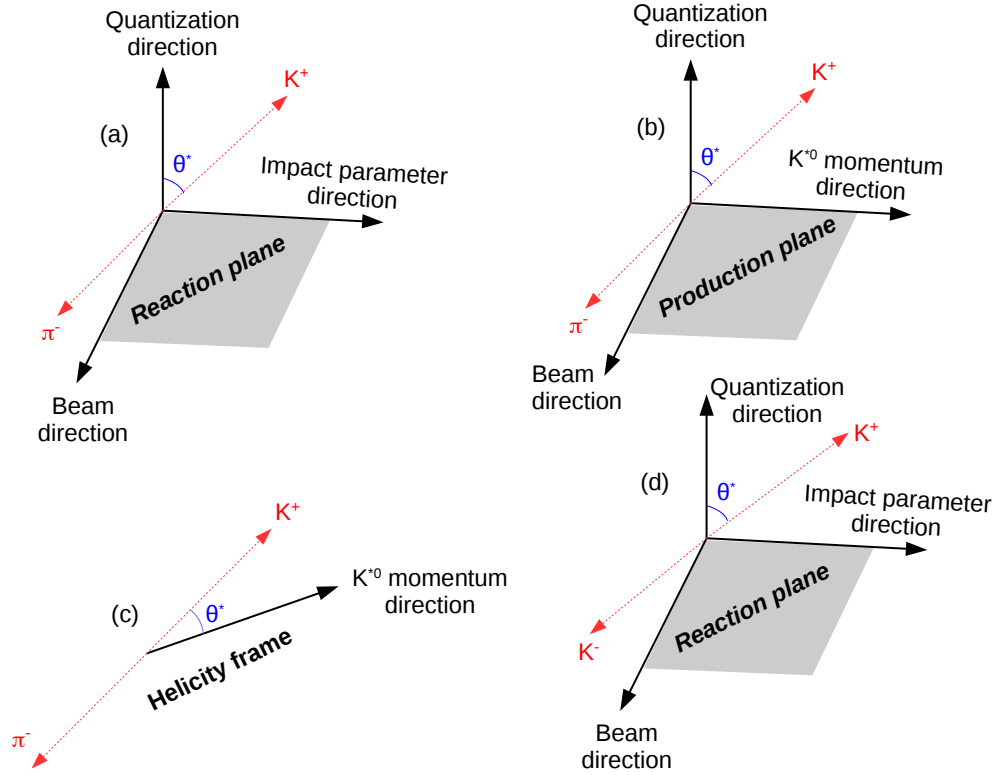 Quantization
direction
K⁺
(a)
θ*
Impact parameter
direction
Reaction plane
π⁻
Beam
direction
Quantization
direction
K⁺
(b)
θ*
K*⁰ momentum
direction
Production plane
π⁻
Beam
direction
K⁺
(c)
θ*
K*⁰ momentum
direction
Helicity frame
π⁻
Quantization
direction
K⁺
(d)
θ*
Impact parameter
direction
Reaction plane
K⁻
Beam
direction